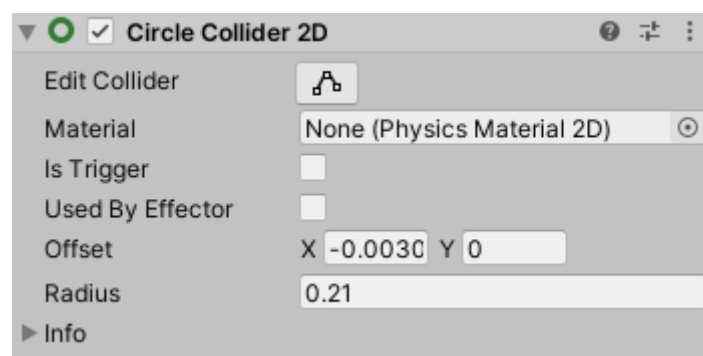 Circle Collider 2D
Edit Collider
Material None (Physics Material 2D)
Is Trigger
Used By Effector
Offset X -0.0030 Y 0
Radius 0.21
Info